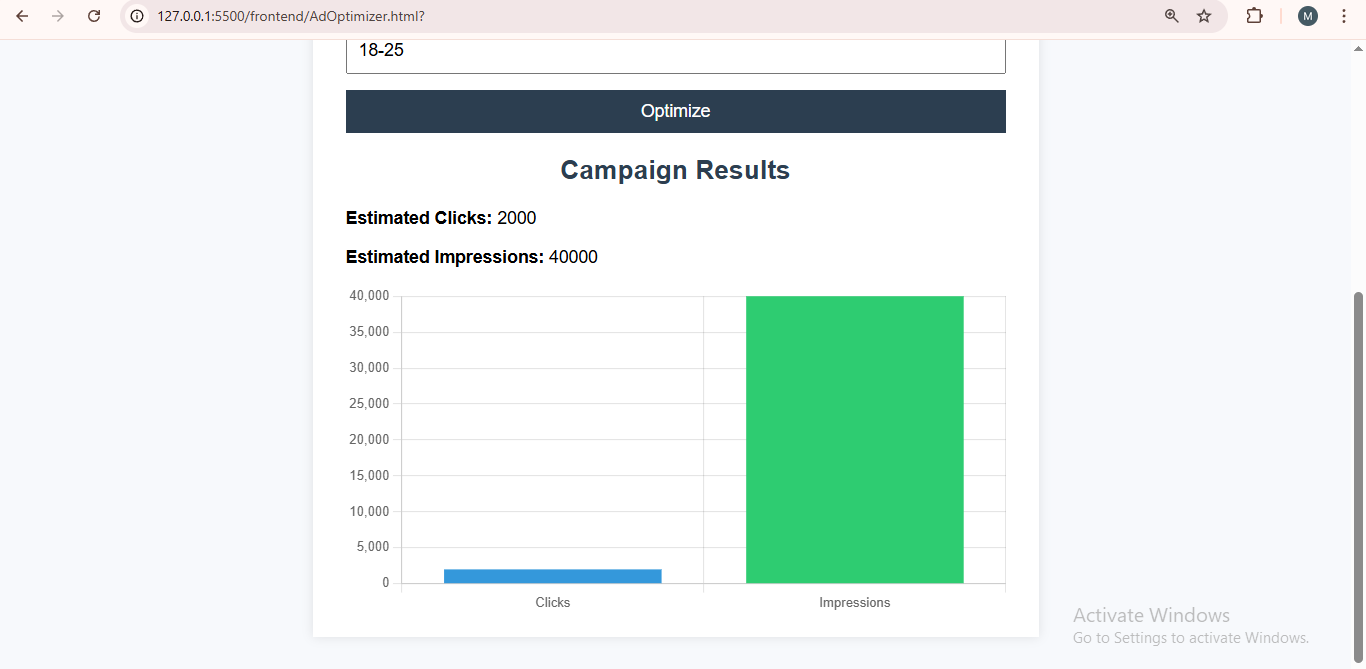 127.0.0.1:5500/frontend/AdOptimizer.html?
M
18-25
Optimize
Campaign Results
Estimated Clicks: 2000
Estimated Impressions: 40000
40,000
35,000
30,000
25,000
20,000
15,000
10,000
5,000
0
Clicks
Impressions
Activate Windows
Go to Settings to activate Windows.